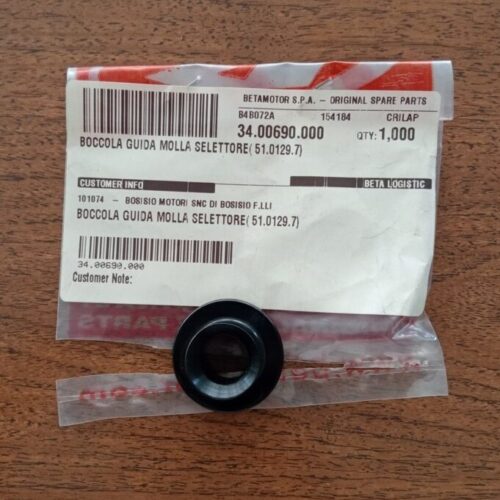 BETAMOTOR S.P.A. - ORIGINAL SPARE PARTS
B4B072A 154184 CRILAP
34.00690.000 QTY: 1,000
BOCCOLA GUIDA MOLLA SELETTORE( 51.0129.7)
CUSTOMER INFO BETA LOGISTIC
101074 - BOSISIO MOTORI SNC DI BOSISIO F.LLI
BOCCOLA GUIDA MOLLA SELETTORE( 51.0129.7)
34.00690.000
Customer Note:
PARTS